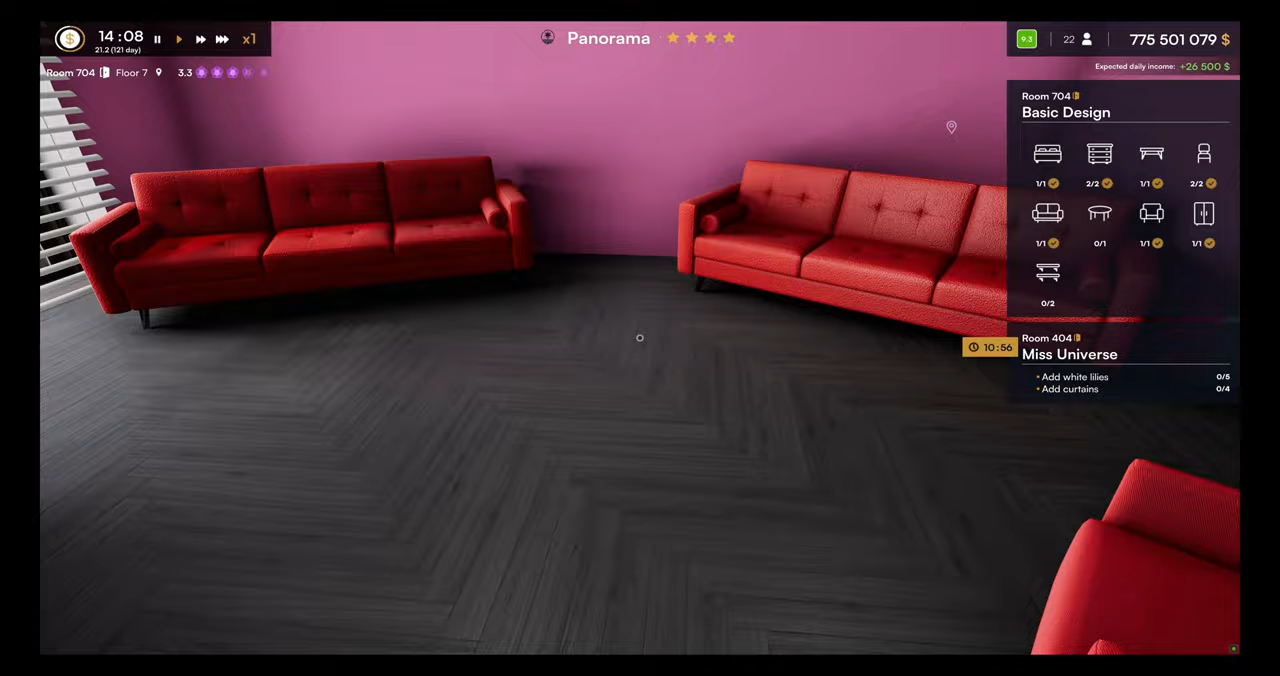 14:08
x1
21.2 (121 day)
Room 704
Floor 7
3.3
Panorama
9.3
22
775 501 079 $
Expected daily income: +26 500 $
Room 704
Basic Design
1/1
2/2
1/1
2/2
1/1
0/1
1/1
1/1
0/2
10:56
Room 404
Miss Universe
Add white lilies 0/5
Add curtains 0/4